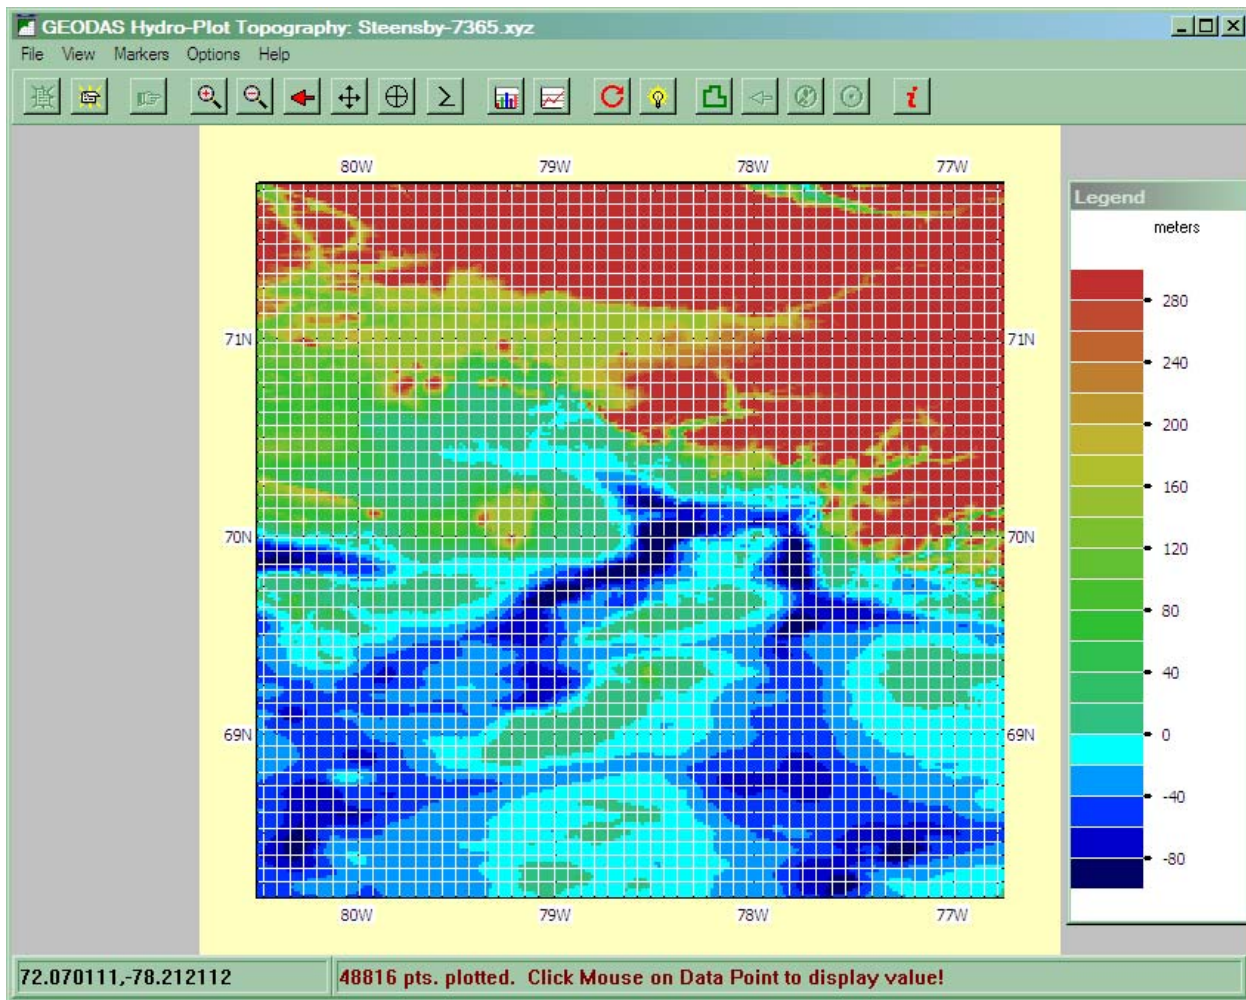 GEODAS Hydro-Plot Topography: Steensby-7365.xyz
File View Markers Options Help
80W 79W 78W 77W
Legend
meters
280
71N 71N
240
200
160
70N 70N
120
80
40
69N 69N
0
-40
-80
80W 79W 78W 77W
72.070111,-78.212112
48816 pts. plotted. Click Mouse on Data Point to display value!